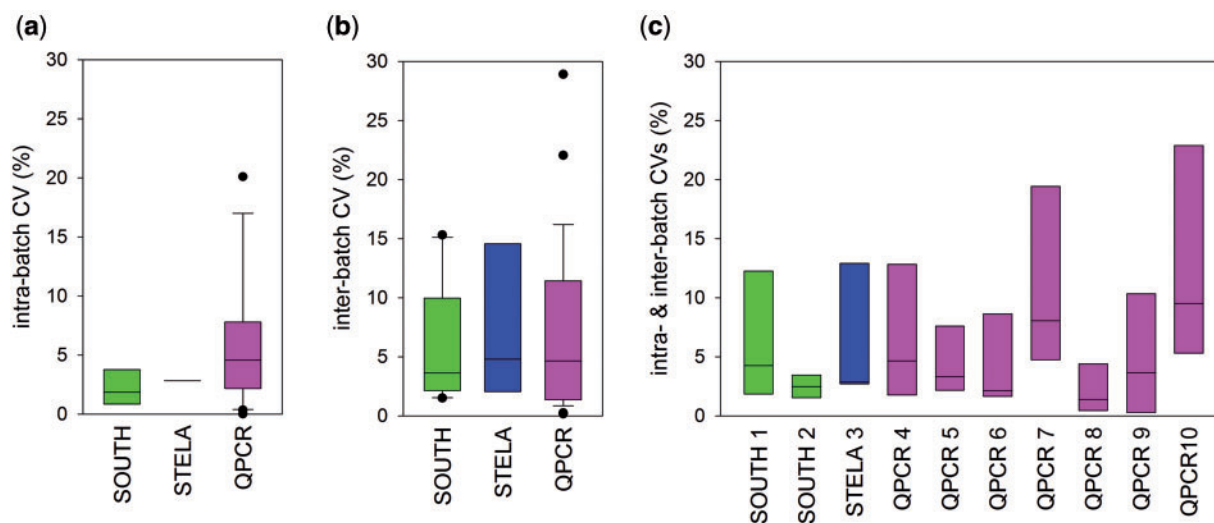 (a)
intra-batch CV (%)
30
25
20
15
10
5
0
SOUTH
STELA
QPCR
(b)
inter-batch CV (%)
30
25
20
15
10
5
0
SOUTH
STELA
QPCR
(c)
intra- & inter-batch CVs (%)
30
25
20
15
10
5
0
SOUTH 1
SOUTH 2
STELA 3
QPCR 4
QPCR 5
QPCR 6
QPCR 7
QPCR 8
QPCR 9
QPCR10